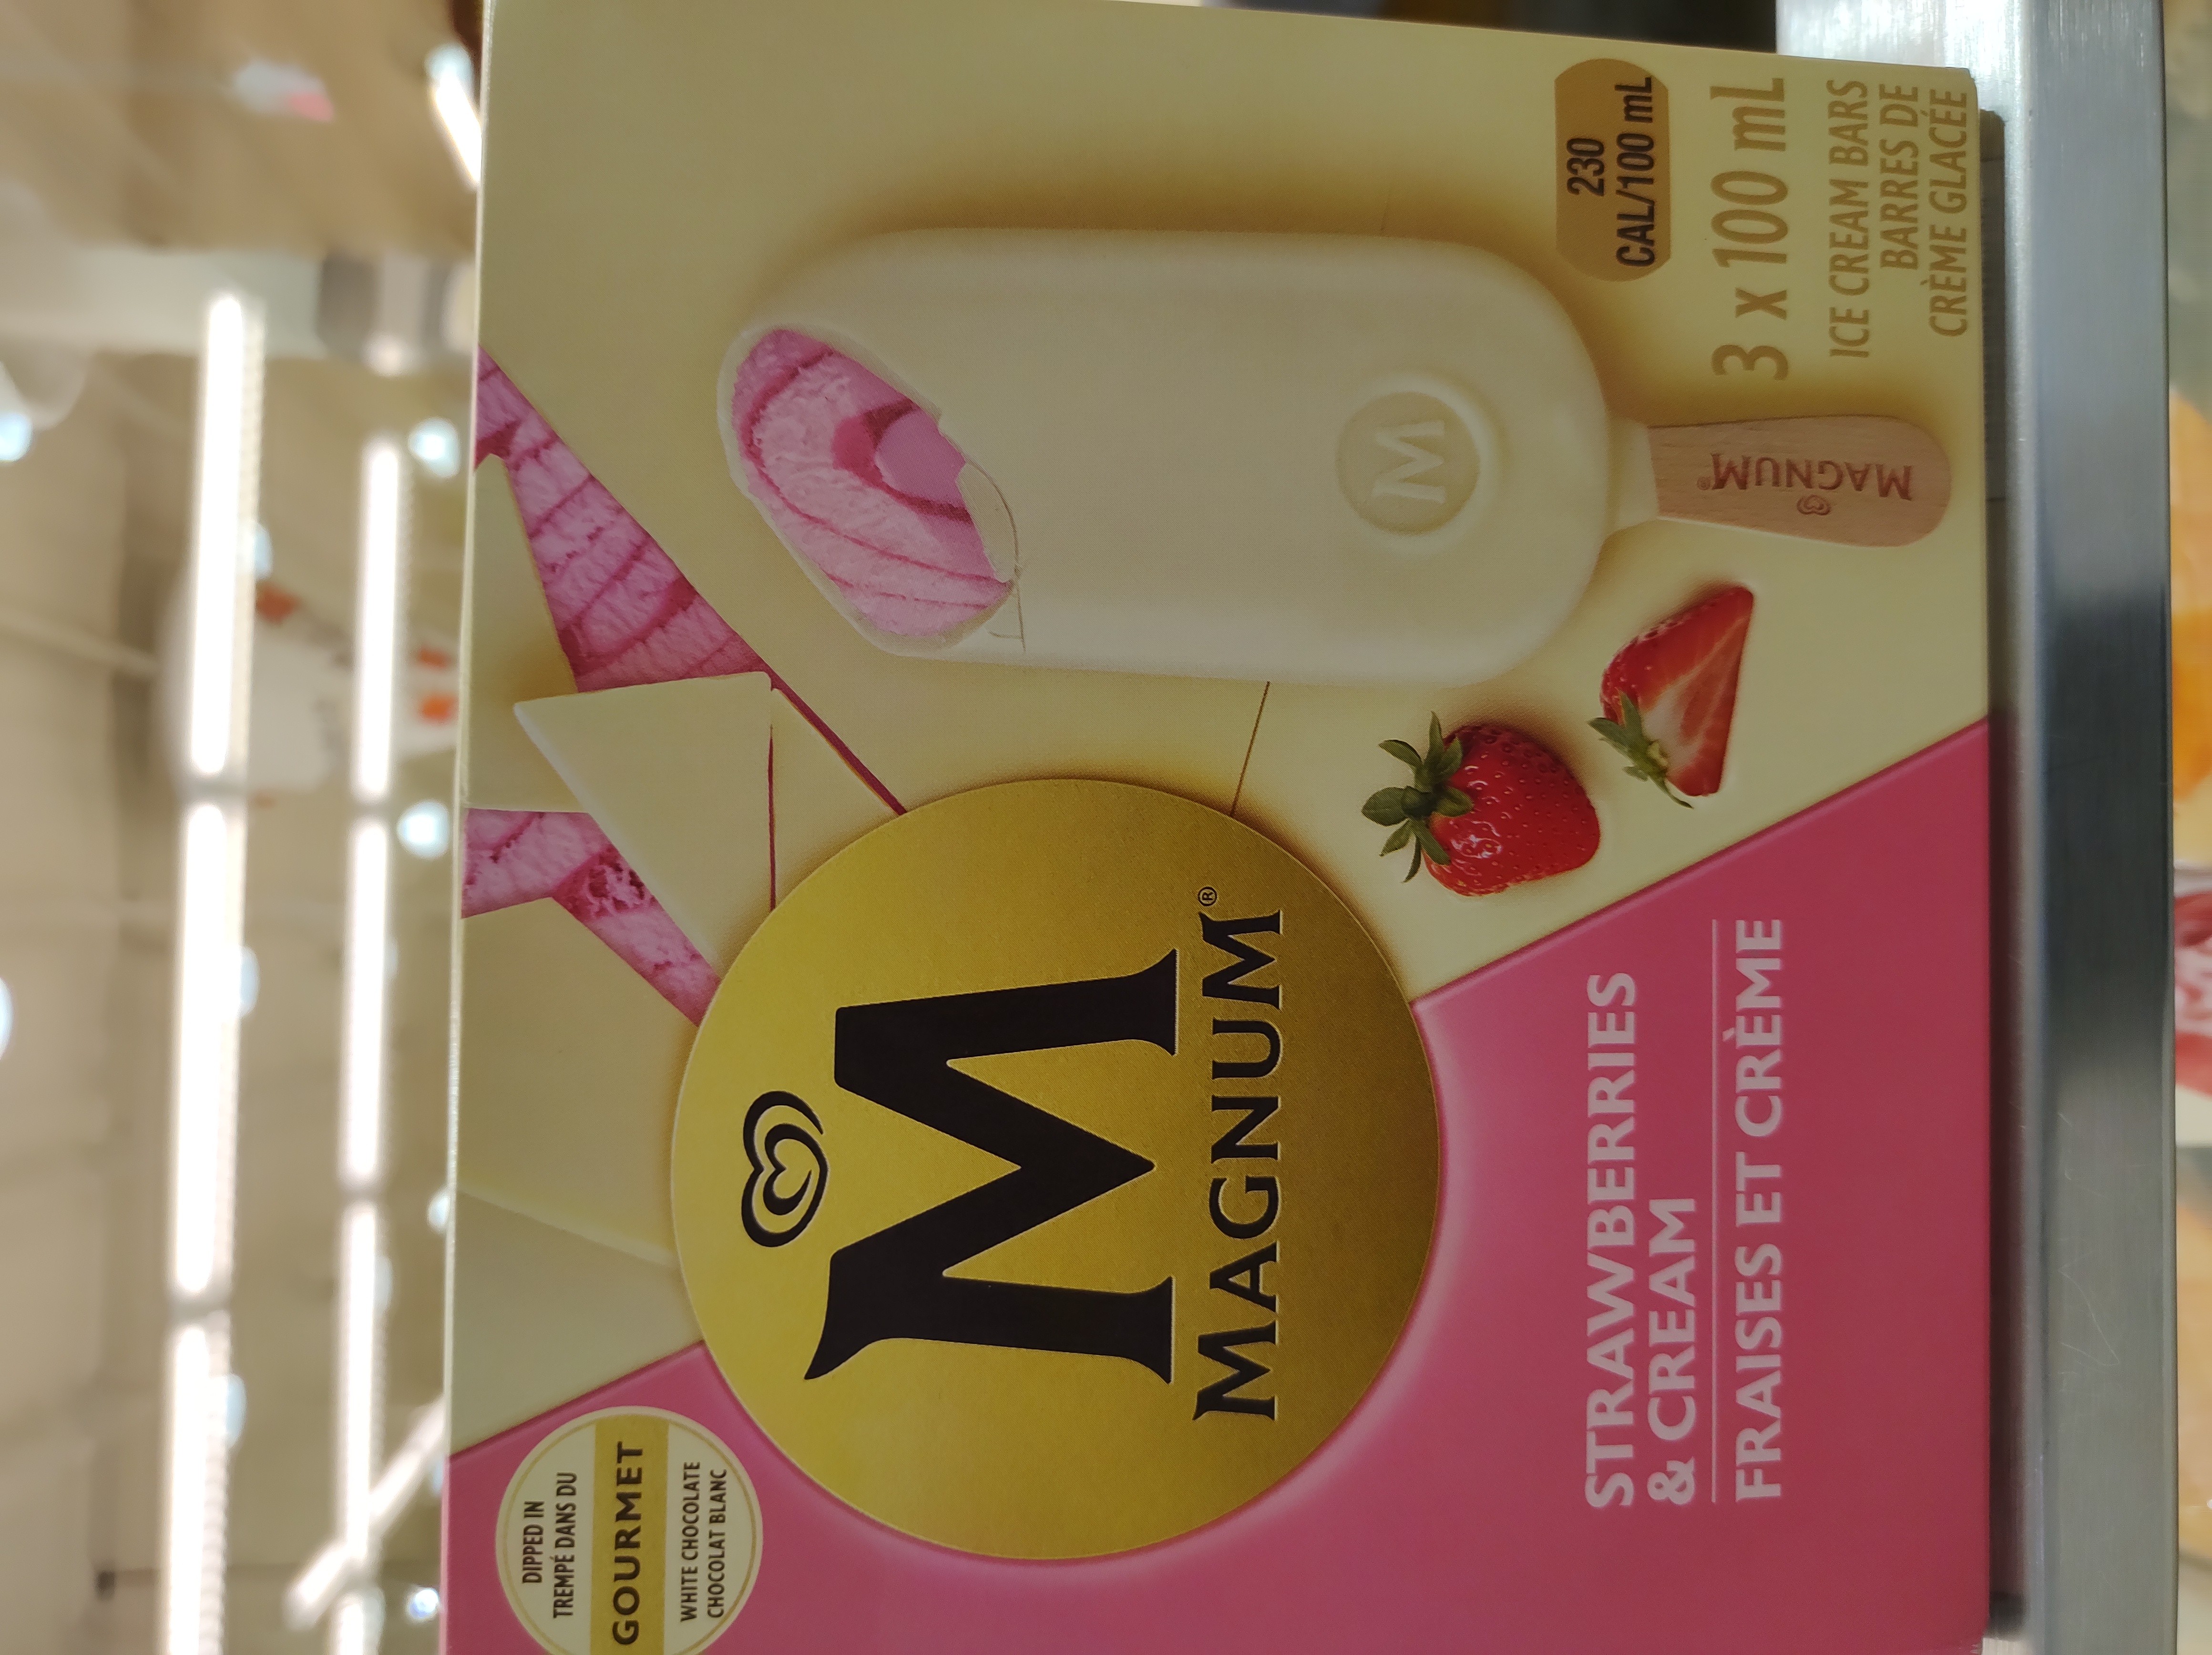 DIPPED IN
TREMPÉ DANS DU
GOURMET
WHITE CHOCOLATE
CHOCOLAT BLANC
M
MAGNUM®
STRAWBERRIES
& CREAM
FRAISES ET CRÈME
M
MAGNUM®
230
CAL/100 mL
3 x 100 mL
ICE CREAM BARS
BARRES DE
CRÈME GLACÉE